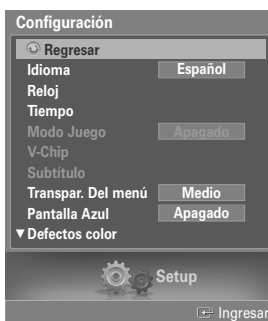 Configuración
Regresar
Idioma Español
Reloj
Tiempo
Modo Juego Apagado
V-Chip
Subtítulo
Transpar. Del menú Medio
Pantalla Azul Apagado
▼Defectos color
Setup
Ingresar